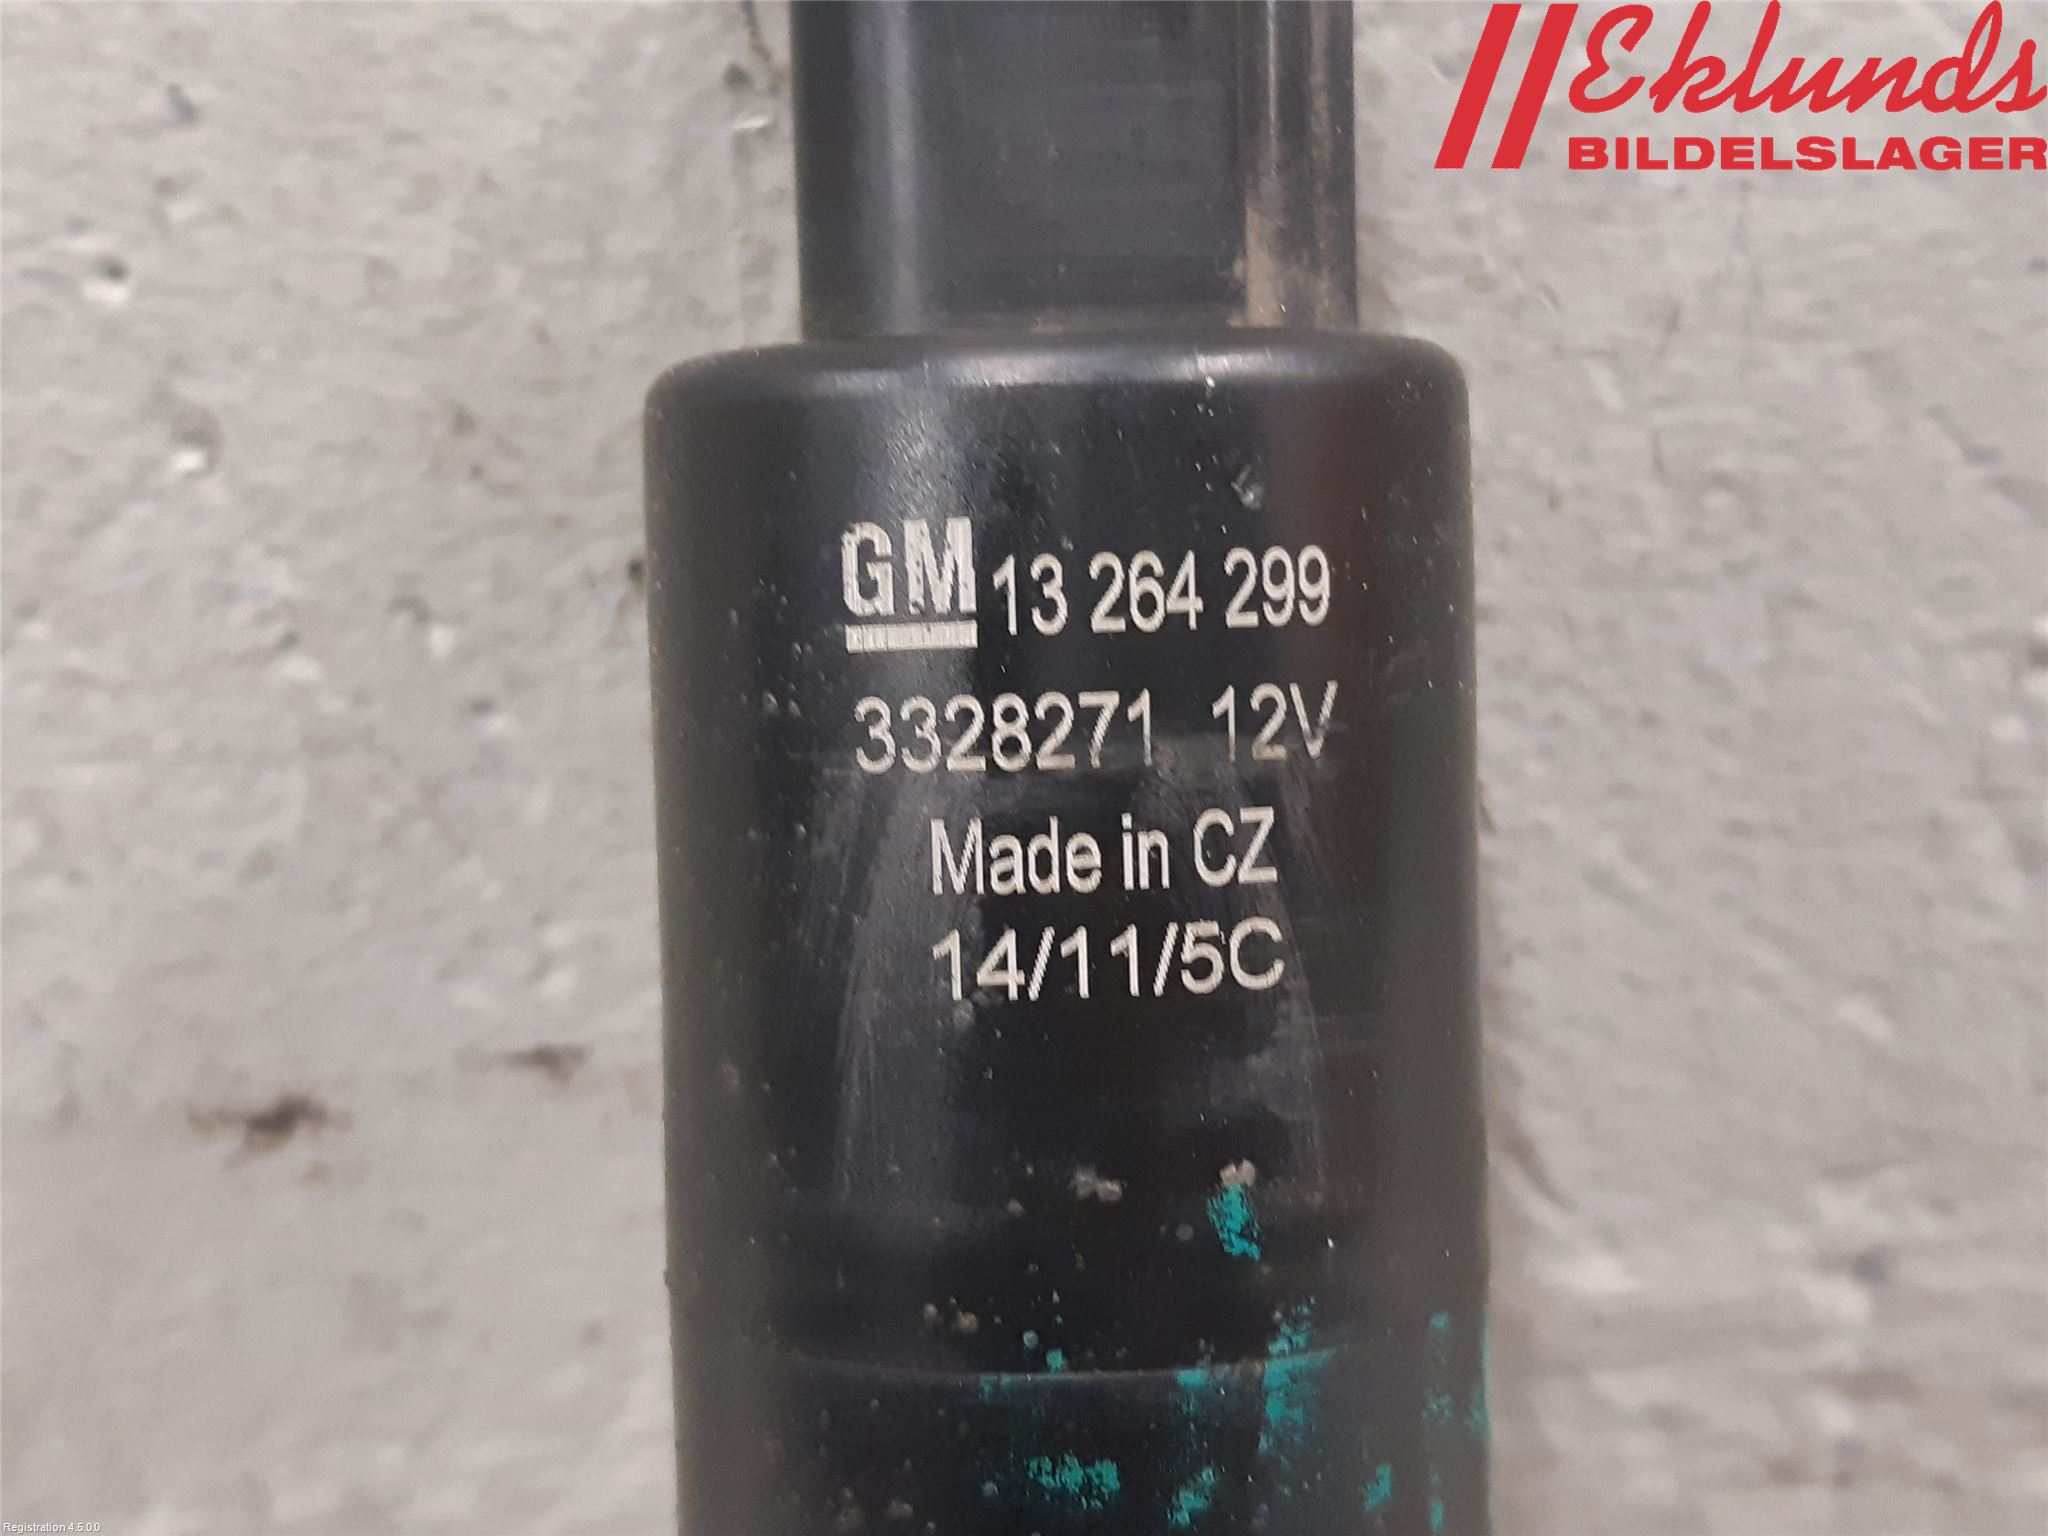 Eklunds
BILDELSLAGER
GM 13 264 299
3328271 12V
Made in CZ
14/11/5C
Registration 4.5.0.0